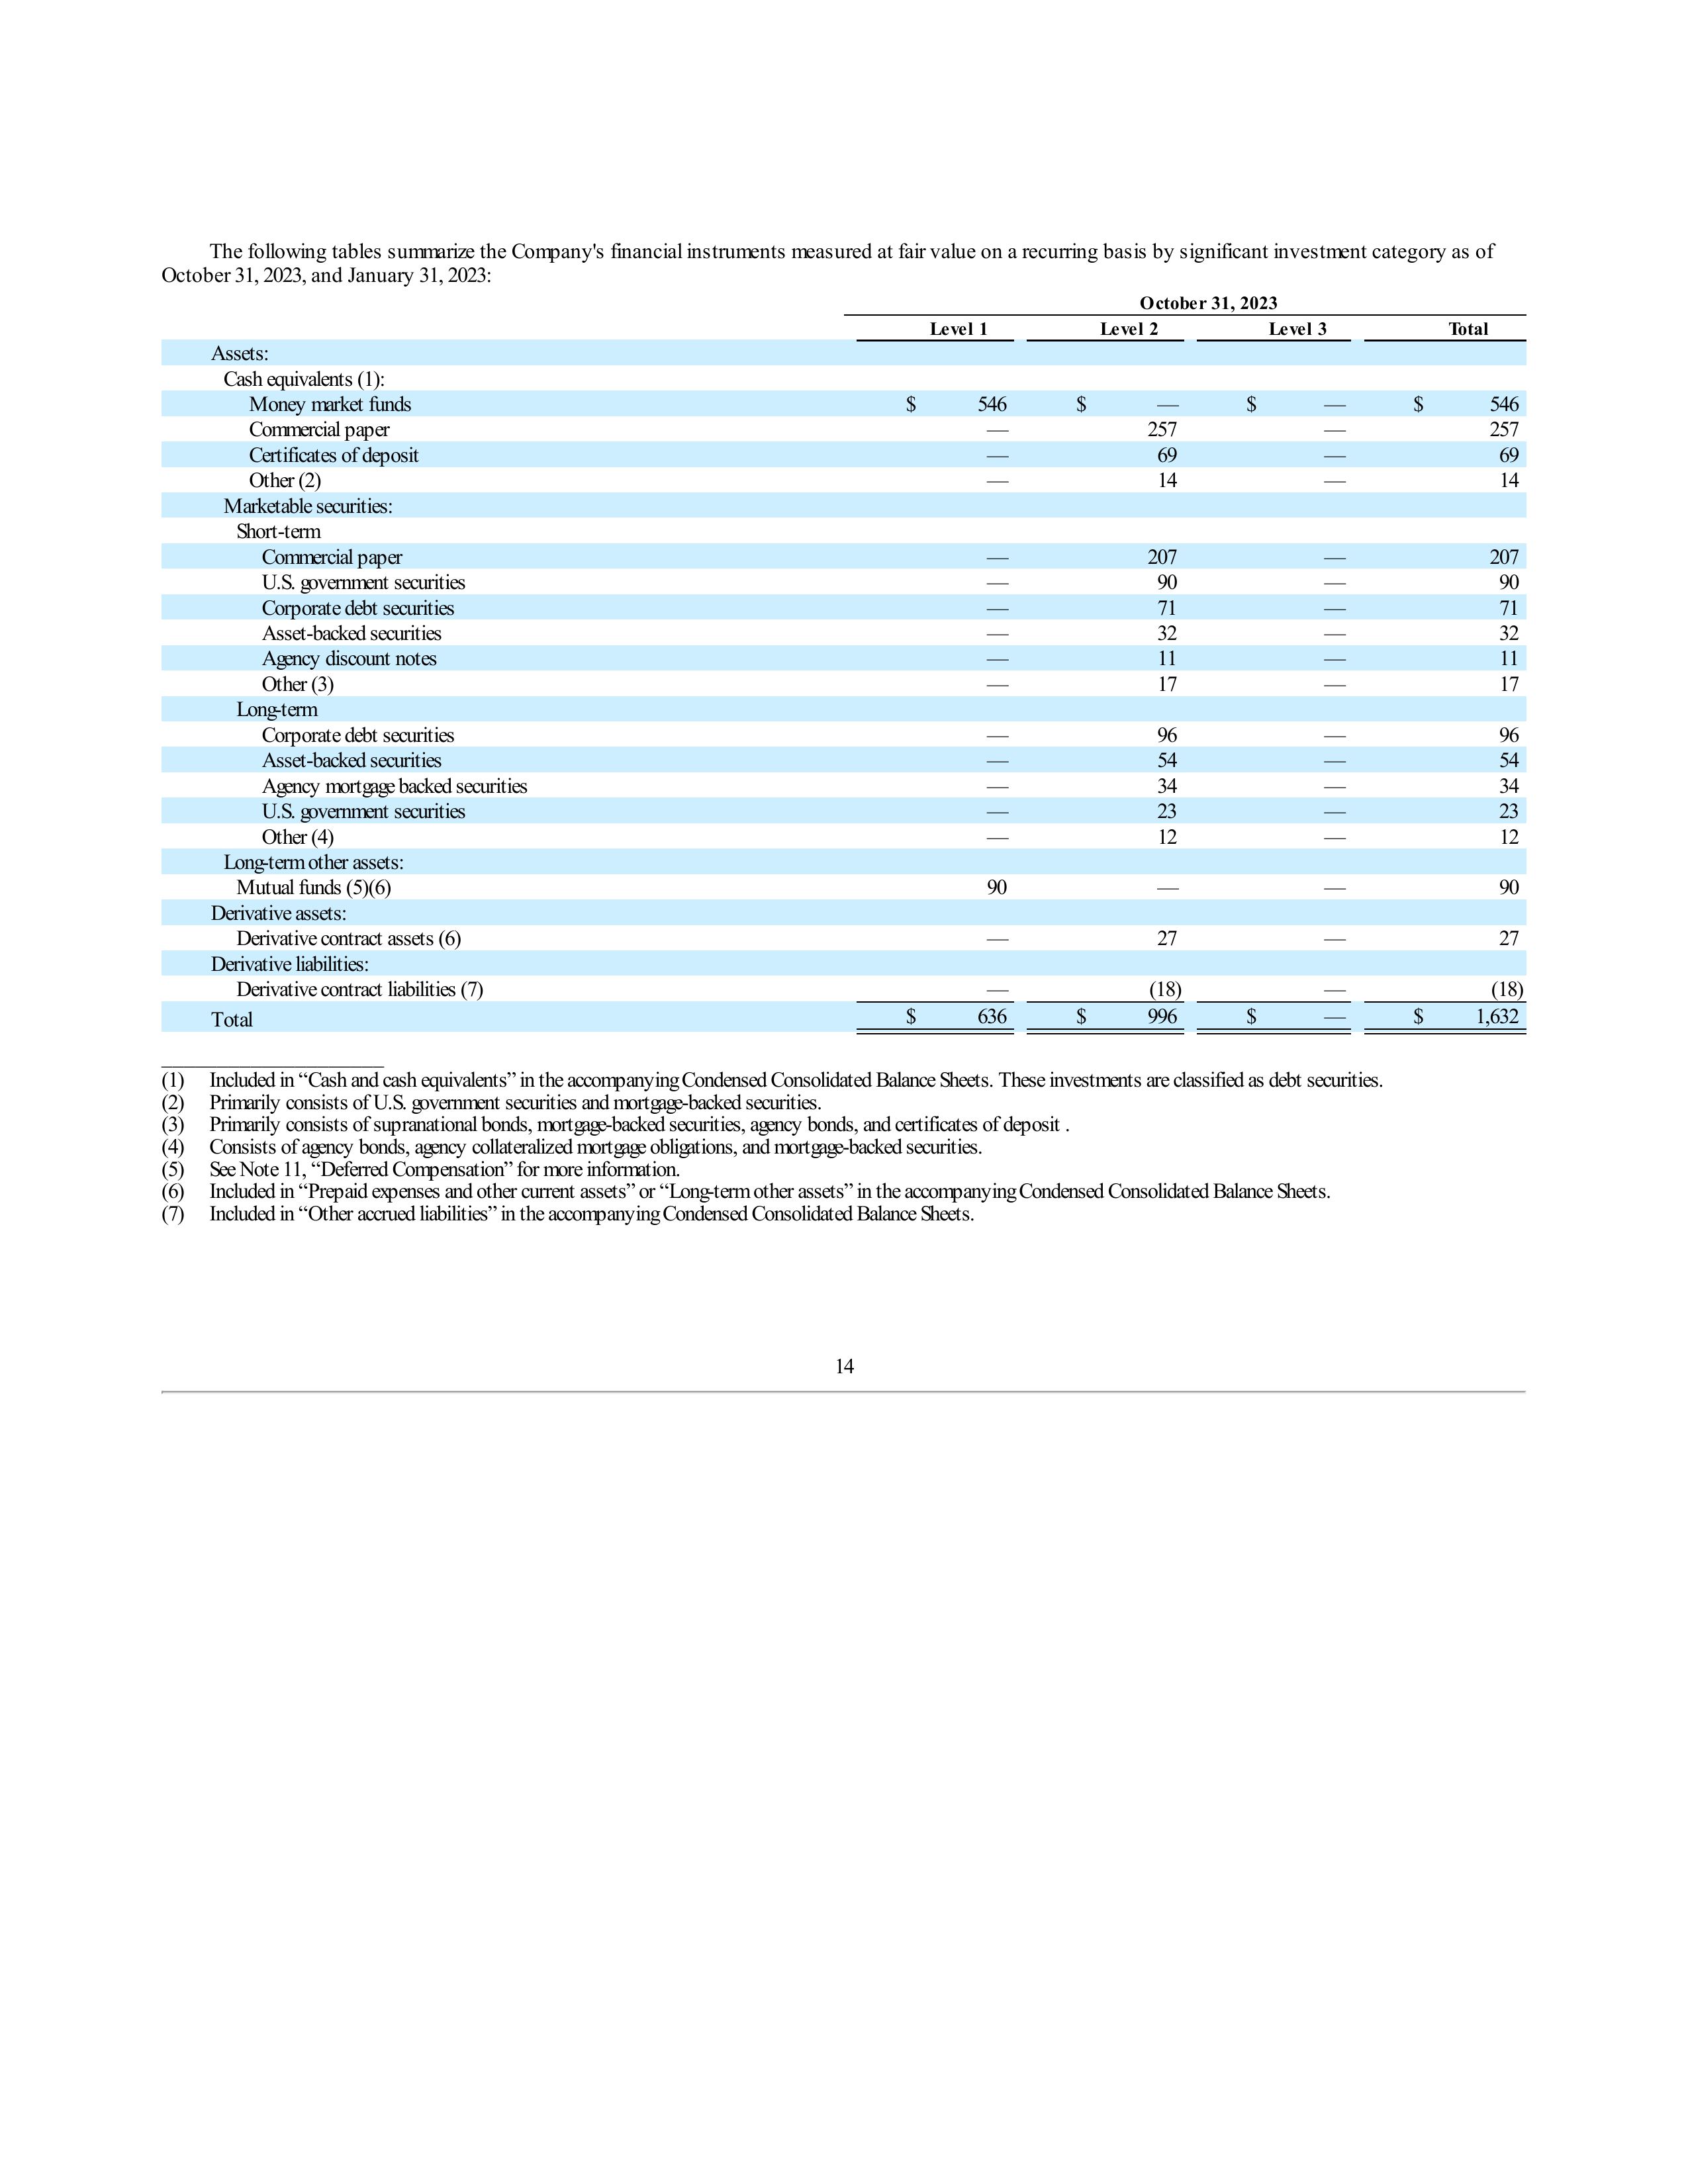 The following tables summarize the Company's financial instruments measured at fair value on a recurring basis by significant investment category as of
October 31, 2023, and January 31, 2023:
October 31, 2023
Level 1 Level 2 Level 3 Total
Assets:
Cash equivalents (1):
Money market funds $ 546 $ — $ — $ 546
Commercial paper — 257 — 257
Certificates of deposit — 69 — 69
Other (2) — 14 — 14
Marketable securities:
Short-term
Commercial paper — 207 — 207
U.S. government securities — 90 — 90
Corporate debt securities — 71 — 71
Asset-backed securities — 32 — 32
Agency discount notes — 11 — 11
Other (3) — 17 — 17
Long-term
Corporate debt securities — 96 — 96
Asset-backed securities — 54 — 54
Agency mortgage backed securities — 34 — 34
U.S. government securities — 23 — 23
Other (4) — 12 — 12
Long-term other assets:
Mutual funds (5)(6) 90 — — 90
Derivative assets:
Derivative contract assets (6) — 27 — 27
Derivative liabilities:
Derivative contract liabilities (7) — (18) — (18)
Total $ 636 $ 996 $ — $ 1,632
(1) Included in “Cash and cash equivalents” in the accompanying Condensed Consolidated Balance Sheets. These investments are classified as debt securities.
(2) Primarily consists of U.S. government securities and mortgage-backed securities.
(3) Primarily consists of supranational bonds, mortgage-backed securities, agency bonds, and certificates of deposit .
(4) Consists of agency bonds, agency collateralized mortgage obligations, and mortgage-backed securities.
(5) See Note 11, “Deferred Compensation” for more information.
(6) Included in “Prepaid expenses and other current assets” or “Long-term other assets” in the accompanying Condensed Consolidated Balance Sheets.
(7) Included in “Other accrued liabilities” in the accompanying Condensed Consolidated Balance Sheets.
14